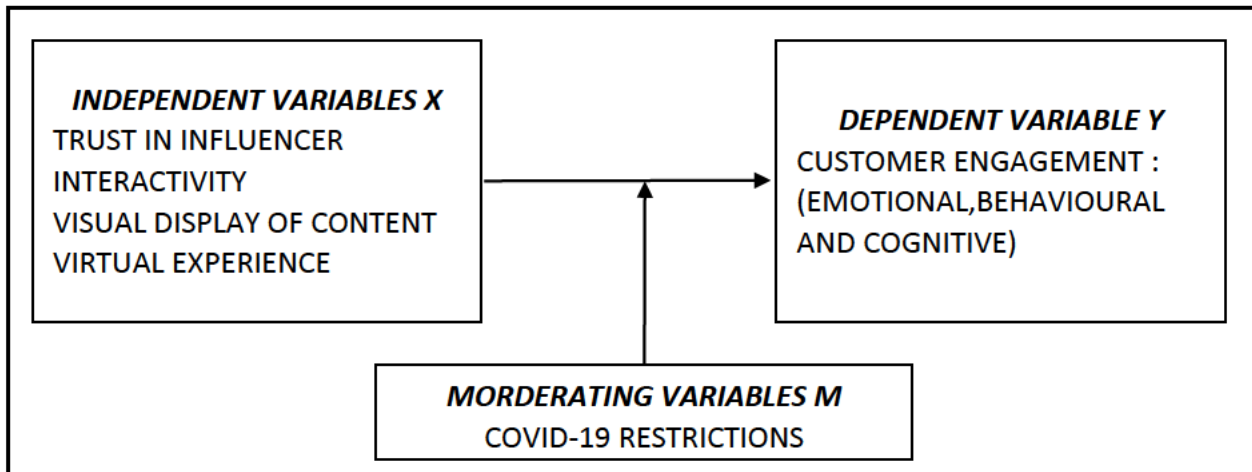 INDEPENDENT VARIABLES X
TRUST IN INFLUENCER
INTERACTIVITY
VISUAL DISPLAY OF CONTENT
VIRTUAL EXPERIENCE
DEPENDENT VARIABLE Y
CUSTOMER ENGAGEMENT :
(EMOTIONAL,BEHAVIOURAL
AND COGNITIVE)
MORDERATING VARIABLES M
COVID-19 RESTRICTIONS